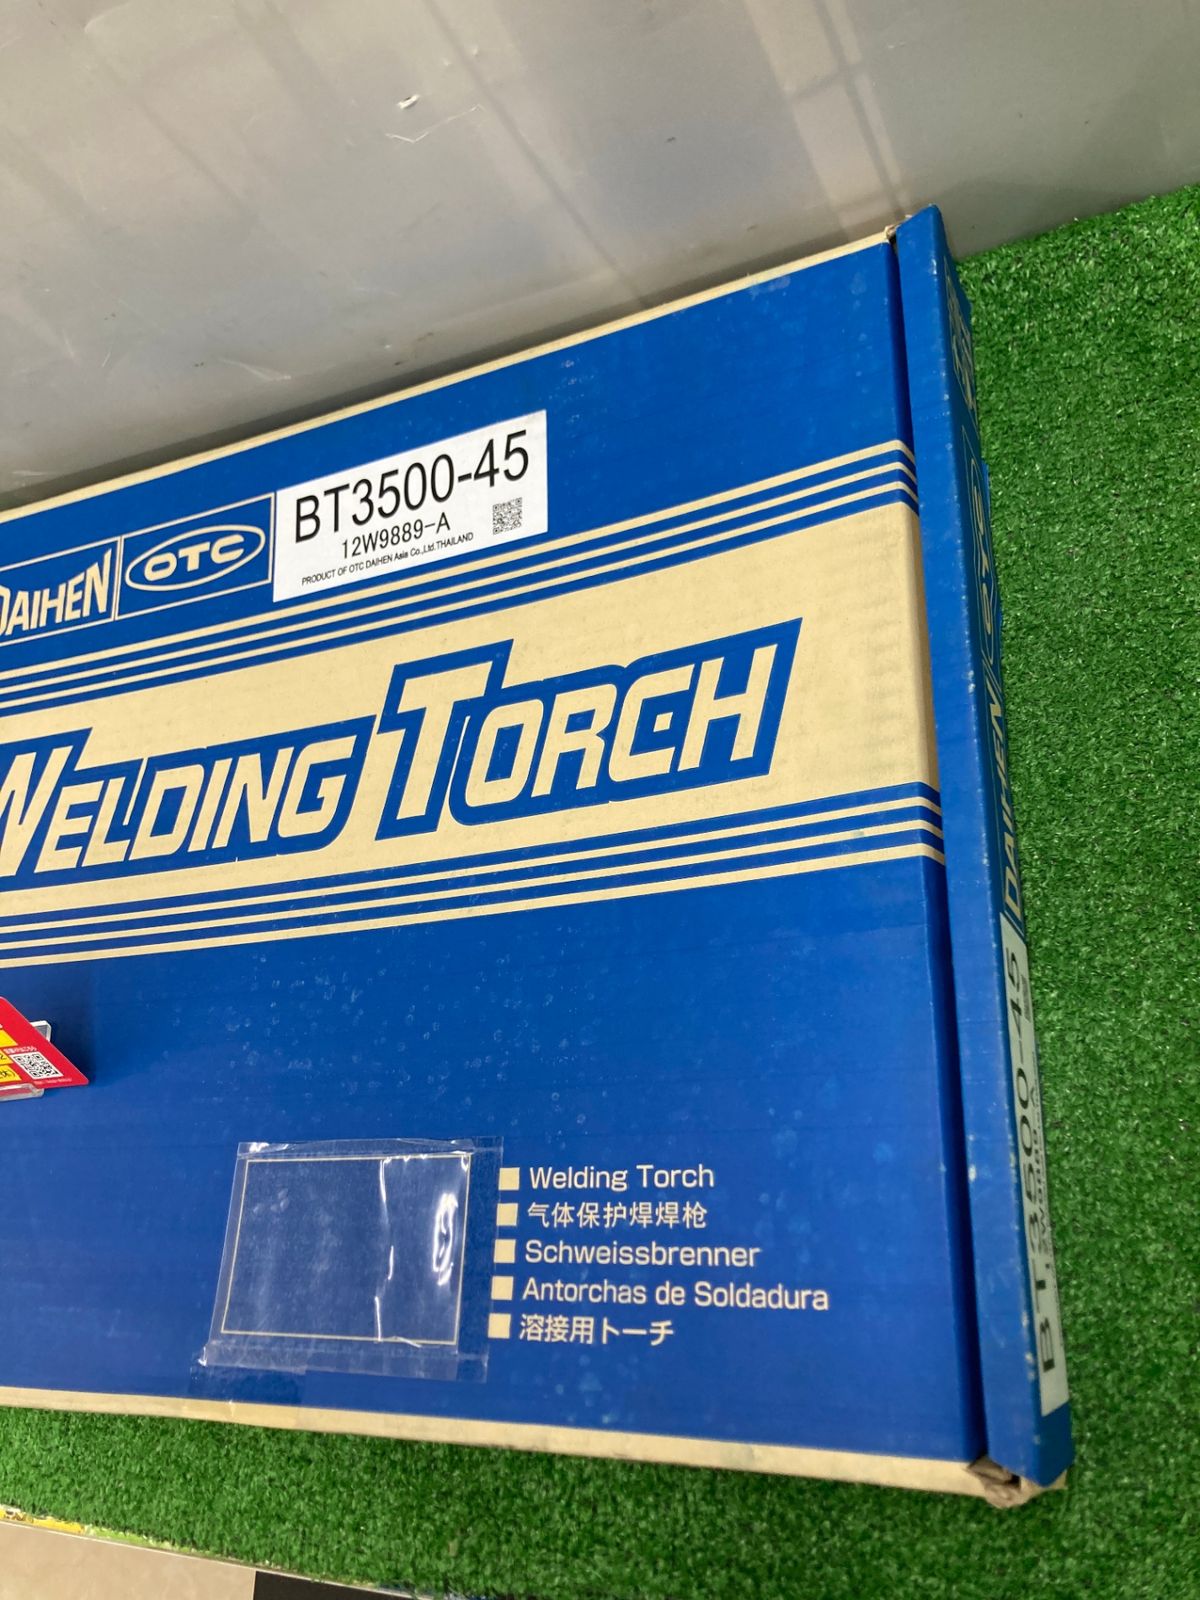 DAIHEN OTC
BT3500-45
12W9889-A
PRODUCT OF OTC DAIHEN Asia Co.,Ltd.THAILAND
WELDING TORCH
Welding Torch
气体保护焊焊枪
Schweissbrenner
Antorchas de Soldadura
溶接用トーチ
DAIHEN OTC
BT3500-45